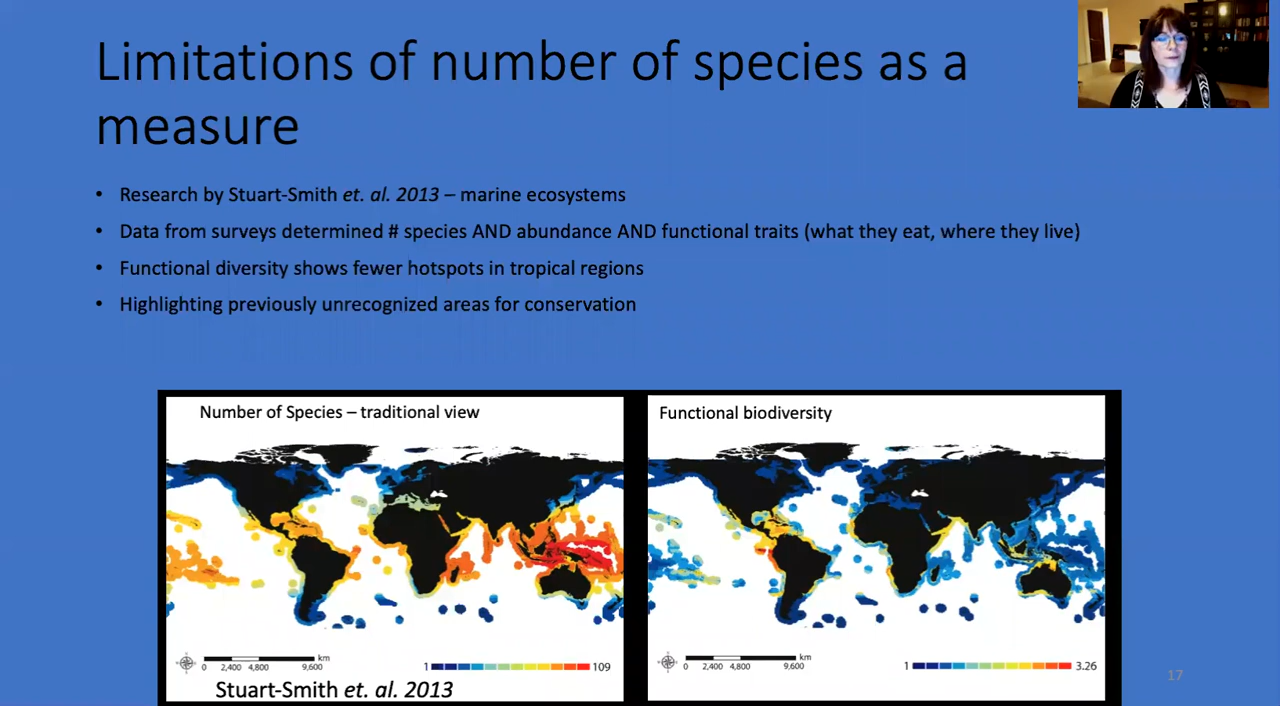 Limitations of number of species as a
measure
• Research by Stuart-Smith et. al. 2013 – marine ecosystems
• Data from surveys determined # species AND abundance AND functional traits (what they eat, where they live)
• Functional diversity shows fewer hotspots in tropical regions
• Highlighting previously unrecognized areas for conservation
Number of Species – traditional view
km
0 2,400 4,800 9,600
1 109
Stuart-Smith et. al. 2013
Functional biodiversity
km
0 2,400 4,800 9,600
1 3.26
17